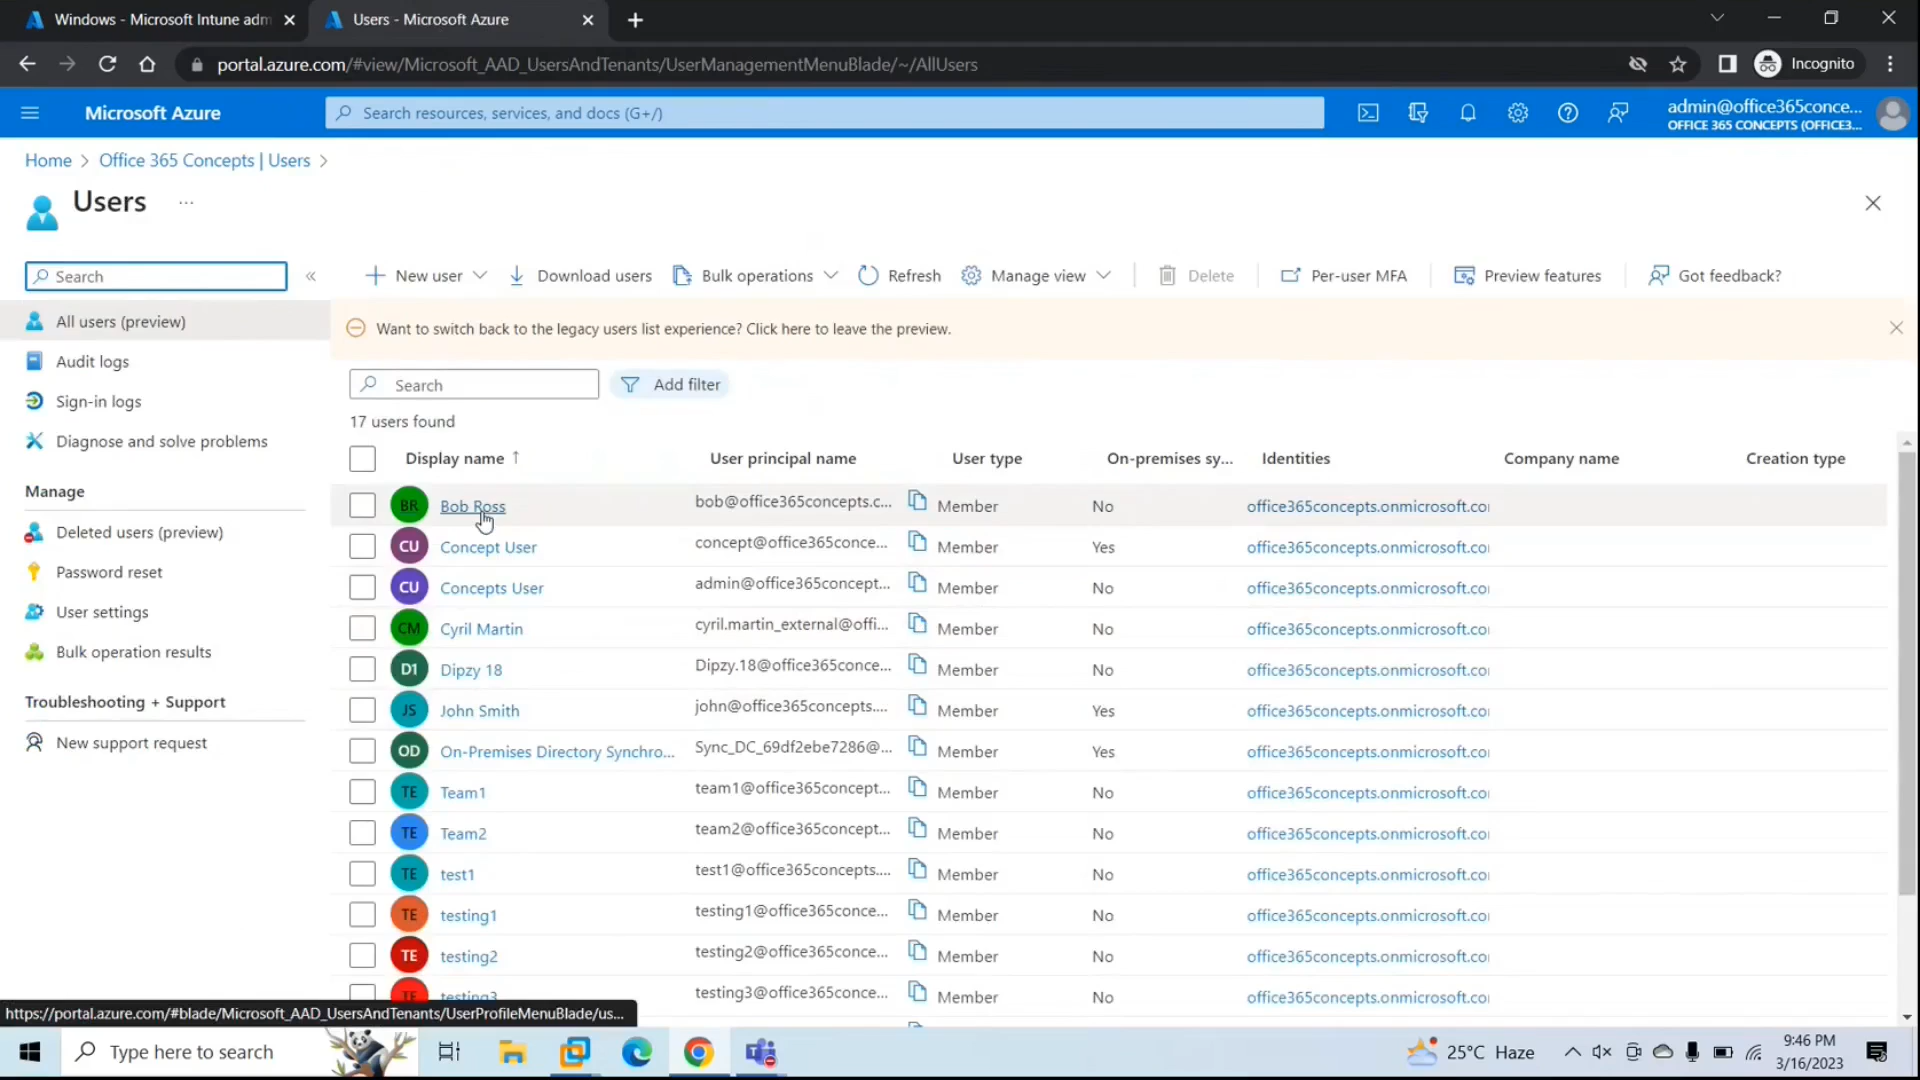 Windows - Microsoft Intune adm
Users - Microsoft Azure
portal.azure.com/#view/Microsoft_AAD_UsersAndTenants/UserManagementMenuBlade/~/AllUsers
Incognito
Microsoft Azure
Search resources, services, and docs (G+/)
admin@office365conce...
OFFICE 365 CONCEPTS (OFFICE3...
Home > Office 365 Concepts | Users >
Users ...
Search
New user
Download users
Bulk operations
Refresh
Manage view
Delete
Per-user MFA
Preview features
Got feedback?
All users (preview)
Audit logs
Sign-in logs
Diagnose and solve problems
Manage
Deleted users (preview)
Password reset
User settings
Bulk operation results
Troubleshooting + Support
New support request
Want to switch back to the legacy users list experience? Click here to leave the preview.
Search
Add filter
17 users found
Display name ↑ User principal name User type On-premises sy... Identities Company name Creation type
BR Bob Ross bob@office365concepts.c... Member No office365concepts.onmicrosoft.co
CU Concept User concept@office365conce... Member Yes office365concepts.onmicrosoft.co
CU Concepts User admin@office365concept... Member No office365concepts.onmicrosoft.co
CM Cyril Martin cyril.martin_external@offi... Member No office365concepts.onmicrosoft.co
D1 Dipzy 18 Dipzy.18@office365conce... Member No office365concepts.onmicrosoft.co
JS John Smith john@office365concepts.... Member Yes office365concepts.onmicrosoft.co
OD On-Premises Directory Synchro... Sync_DC_69df2ebe7286@... Member Yes office365concepts.onmicrosoft.co
TE Team1 team1@office365concept... Member No office365concepts.onmicrosoft.co
TE Team2 team2@office365concept... Member No office365concepts.onmicrosoft.co
TE test1 test1@office365concepts.... Member No office365concepts.onmicrosoft.co
TE testing1 testing1@office365conce... Member No office365concepts.onmicrosoft.co
TE testing2 testing2@office365conce... Member No office365concepts.onmicrosoft.co
TE testing3 testing3@office365conce... Member No office365concepts.onmicrosoft.co
https://portal.azure.com/#blade/Microsoft_AAD_UsersAndTenants/UserProfileMenuBlade/us...
Type here to search
25°C Haze
9:46 PM
3/16/2023